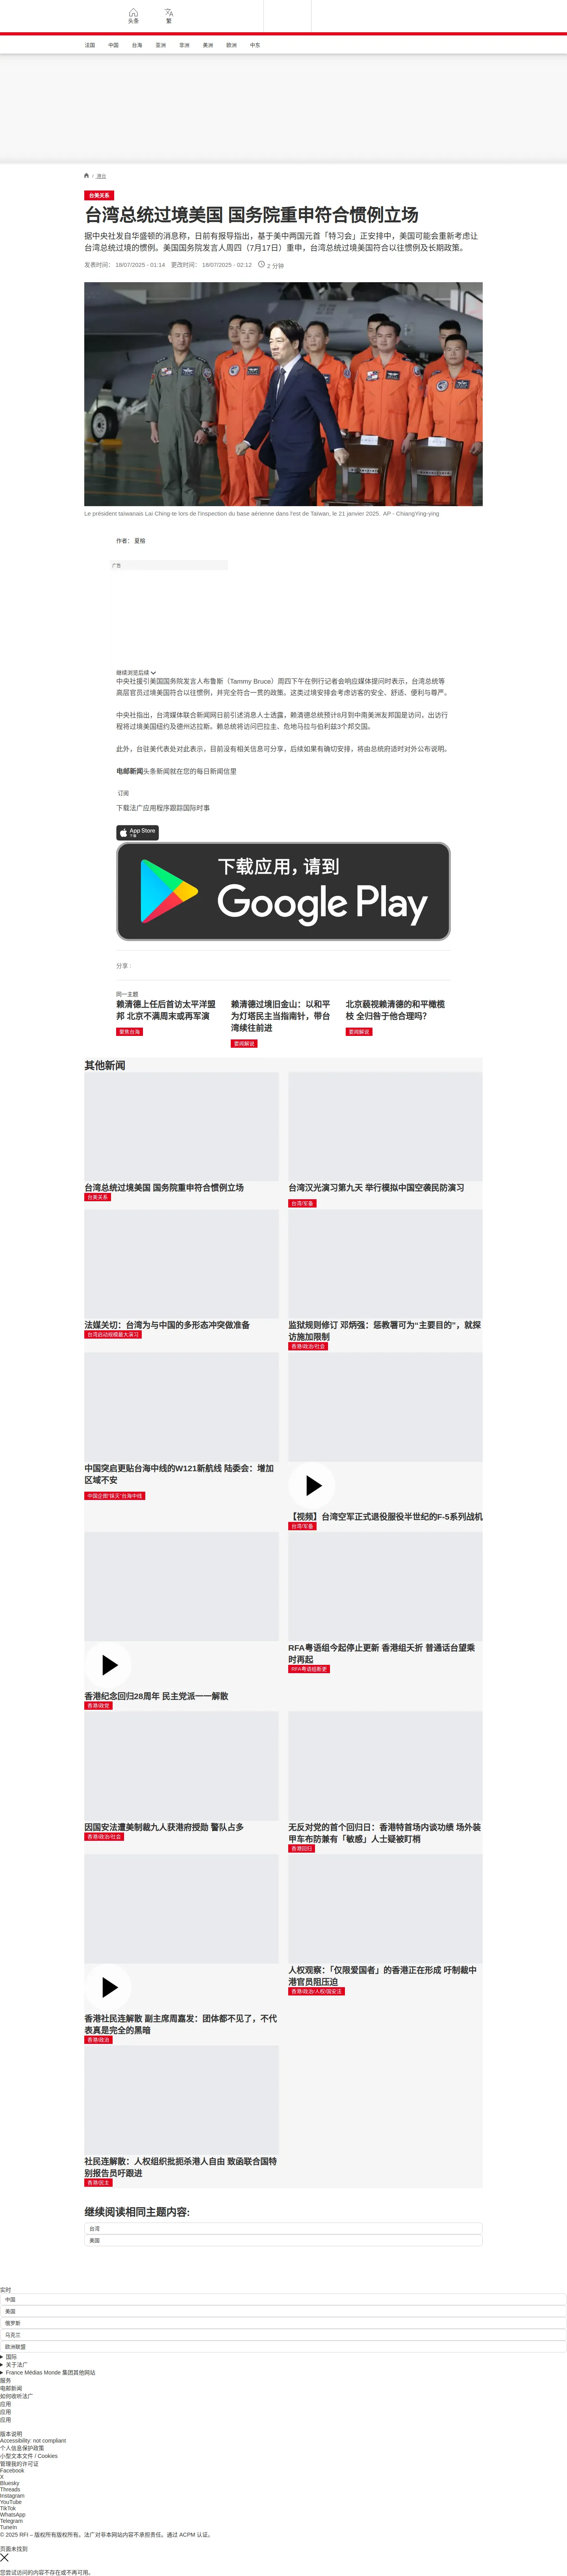 头条
繁
法国 中国 台海 亚洲 非洲 美洲 欧洲 中东
/ 港台
台美关系
台湾总统过境美国 国务院重申符合惯例立场
据中央社发自华盛顿的消息称，日前有报导指出，基于美中两国元首「特习会」正安排中，美国可能会重新考虑让
台湾总统过境的惯例。美国国务院发言人周四（7月17日）重申，台湾总统过境美国符合以往惯例及长期政策。
发表时间： 18/07/2025 - 01:14 更改时间： 18/07/2025 - 02:12 2 分钟
Le président taiwanais Lai Ching-te lors de l'inspection du base aérienne dans l'est de Taiwan, le 21 janvier 2025. AP - ChiangYing-ying
作者： 夏榕
广告
继续浏览后续
中央社援引美国国务院发言人布鲁斯（Tammy Bruce）周四下午在例行记者会响应媒体提问时表示，台湾总统等
高层官员过境美国符合以往惯例，并完全符合一贯的政策。这类过境安排会考虑访客的安全、舒适、便利与尊严。
中央社指出，台湾媒体联合新闻网日前引述消息人士透露，赖清德总统预计8月到中南美洲友邦国是访问，出访行
程将过境美国纽约及德州达拉斯。赖总统将访问巴拉圭、危地马拉与伯利兹3个邦交国。
此外，台驻美代表处对此表示，目前没有相关信息可分享，后续如果有确切安排，将由总统府适时对外公布说明。
电邮新闻头条新闻就在您的每日新闻信里
订阅
下载法广应用程序跟踪国际时事
App Store
下载
下载应用，请到
Google Play
分享 :
同一主题
赖清德上任后首访太平洋盟
邦 北京不满周末或再军演
聚焦台海
赖清德过境旧金山：以和平
为灯塔民主当指南针，带台
湾续往前进
要闻解说
北京藐视赖清德的和平橄榄
枝 全归咎于他合理吗？
要闻解说
其他新闻
台湾总统过境美国 国务院重申符合惯例立场
台美关系
台湾汉光演习第九天 举行模拟中国空袭民防演习
台湾/军备
法媒关切：台湾为与中国的多形态冲突做准备
台湾启动规模最大演习
监狱规则修订 邓炳强：惩教署可为“主要目的”，就探
访施加限制
香港/政治/社会
中国突启更贴台海中线的W121新航线 陆委会：增加
区域不安
中国企图“抹灭”台海中线
【视频】台湾空军正式退役服役半世纪的F-5系列战机
台湾/军备
香港纪念回归28周年 民主党派一一解散
香港/政党
RFA粤语组今起停止更新 香港组夭折 普通话台望乘
时再起
RFA粤语组断更
因国安法遭美制裁九人获港府授勋 警队占多
香港/政治/社会
无反对党的首个回归日：香港特首场内谈功绩 场外装
甲车布防兼有「敏感」人士疑被盯梢
香港回归
香港社民连解散 副主席周嘉发：团体都不见了，不代
表真是完全的黑暗
香港/政治
人权观察：「仅限爱国者」的香港正在形成 吁制裁中
港官员阻压迫
香港/政治/人权/国安法
社民连解散：人权组织批扼杀港人自由 致函联合国特
别报告员吁跟进
香港/民主
继续阅读相同主题内容:
台湾
美国
实时
中国
美国
俄罗斯
乌克兰
欧洲联盟
国际
关于法广
France Médias Monde 集团其他网站
服务
电邮新闻
如何收听法广
应用
应用
应用
版本说明
Accessibility: not compliant
个人信息保护政策
小型文本文件 / Cookies
管理我的许可证
Facebook
X
Bluesky
Threads
Instagram
YouTube
TikTok
WhatsApp
Telegram
TuneIn
© 2025 RFI – 版权所有版权所有。法广对非本网站内容不承担责任。通过 ACPM 认证。
页面未找到
您尝试访问的内容不存在或不再可用。